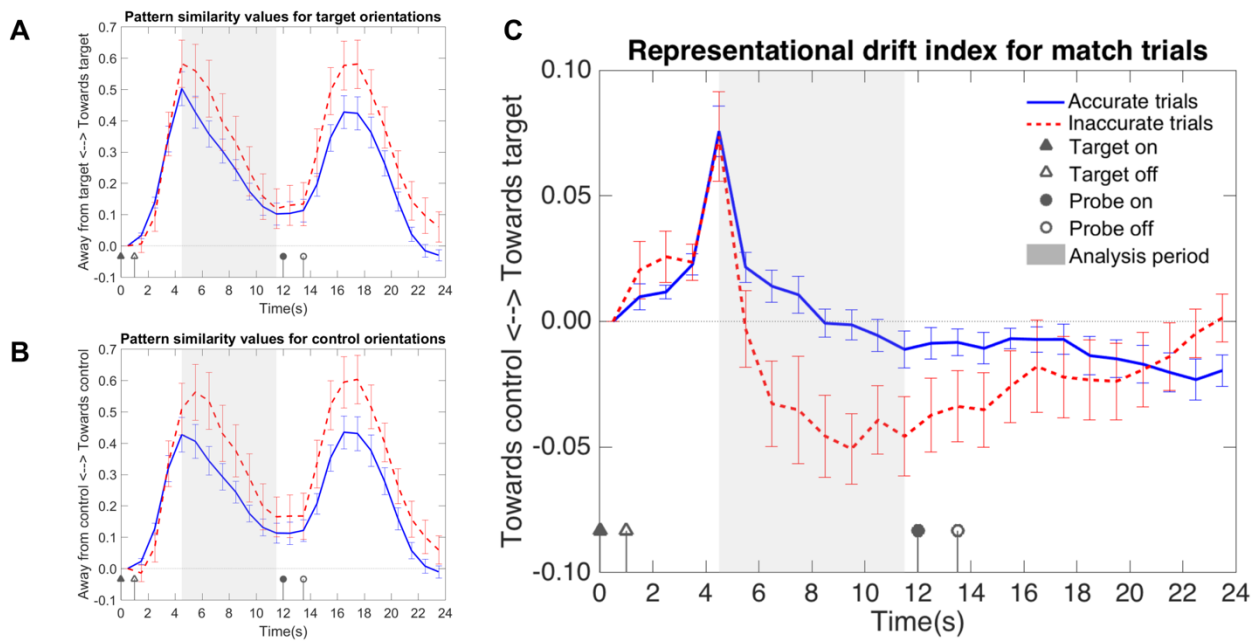 A
Pattern similarity values for target orientations
Away from target <--> Towards target
0.7
0.6
0.5
0.4
0.3
0.2
0.1
0
-0.1
0 2 4 6 8 10 12 14 16 18 20 22 24
Time(s)
B
Pattern similarity values for control orientations
Away from control <--> Towards control
0.7
0.6
0.5
0.4
0.3
0.2
0.1
0
-0.1
0 2 4 6 8 10 12 14 16 18 20 22 24
Time(s)
C
Representational drift index for match trials
Towards control <--> Towards target
0.10
0.05
0.00
-0.05
-0.10
Accurate trials
Inaccurate trials
Target on
Target off
Probe on
Probe off
Analysis period
0 2 4 6 8 10 12 14 16 18 20 22 24
Time(s)